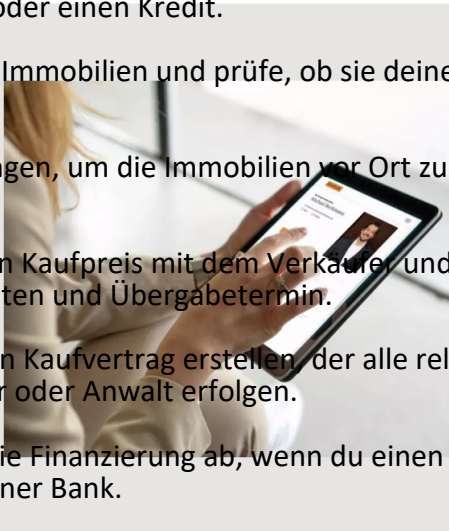 oder einen Kredit.
Immobilien und prüfe, ob sie deine
gen, um die Immobilien vor Ort zu
n Kaufpreis mit dem Verkäufer und
ten und Übergabetermin.
n Kaufvertrag erstellen, der alle rel
r oder Anwalt erfolgen.
ie Finanzierung ab, wenn du einen
ner Bank.